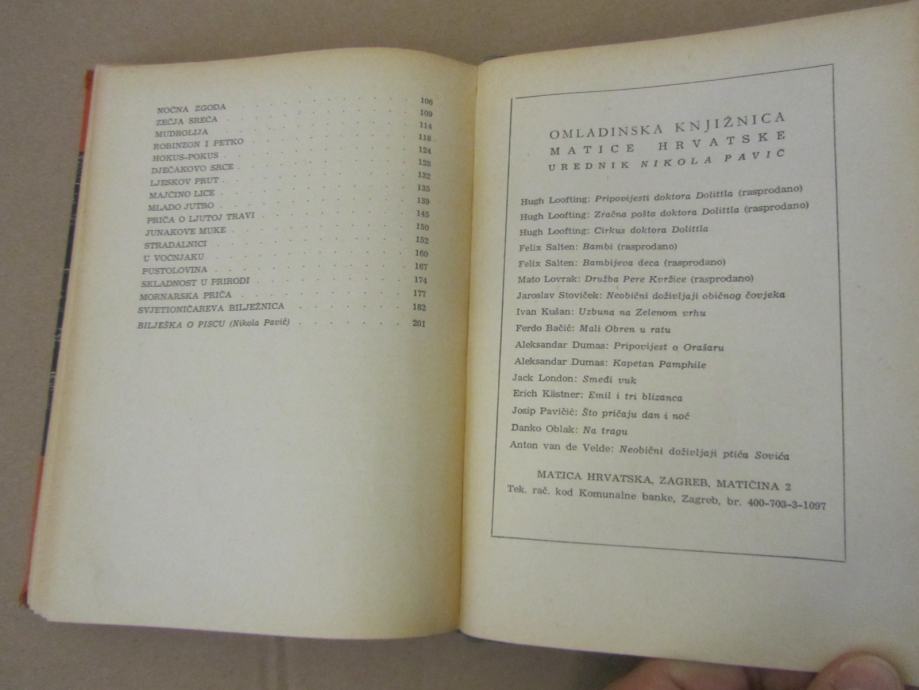 NOĆNA ZGODA . . . . . . . . . . 106
ZEČJA SREĆA . . . . . . . . . . 109
MUDROLIJA . . . . . . . . . . 114
ROBINZON I PETKO . . . . . . . . . . 118
HOKUS-POKUS . . . . . . . . . . 124
DJEČAKOVO SRCE . . . . . . . . . . 128
LJESKOV PRUT . . . . . . . . . . 132
MAJČINO LICE . . . . . . . . . . 135
MLADO JUTRO . . . . . . . . . . 139
PRIČA O LJUTOJ TRAVI . . . . . . . . . . 145
JUNAKOVE MUKE . . . . . . . . . . 150
STRADALNICI . . . . . . . . . . 152
U VOĆNJAKU . . . . . . . . . . 160
PUSTOLOVINA . . . . . . . . . . 167
SKLADNOST U PRIRODI . . . . . . . . . . 174
MORNARSKA PRIČA . . . . . . . . . . 177
SVJETIONIČAREVA BILJEŽNICA . . . . . . . . . . 182
BILJEŠKA O PISCU (Nikola Pavić) . . . . . . . . . . 201
OMLADINSKA KNJIŽNICA
MATICE HRVATSKE
UREDNIK NIKOLA PAVIĆ
Hugh Loofting: Pripovijesti doktora Dolittla (rasprodano)
Hugh Loofting: Zračna pošta doktora Dolittla (rasprodano)
Hugh Loofting: Cirkus doktora Dolittla
Felix Salten: Bambi (rasprodano)
Felix Salten: Bambijeva deca (rasprodano)
Mato Lovrak: Družba Pere Kvržice (rasprodano)
Jaroslav Stoviček: Neobični doživljaji običnog čovjeka
Ivan Kušan: Uzbuna na Zelenom vrhu
Ferdo Bačić: Mali Obren u ratu
Aleksandar Dumas: Pripovijest o Orašaru
Aleksandar Dumas: Kapetan Pamphile
Jack London: Smeđi vuk
Erich Kästner: Emil i tri blizanca
Josip Pavičić: Što pričaju dan i noć
Danko Oblak: Na tragu
Anton van de Velde: Neobični doživljaji ptića Sovića
MATICA HRVATSKA, ZAGREB, MATIČINA 2
Tek. rač. kod Komunalne banke, Zagreb, br. 400-703-3-1097